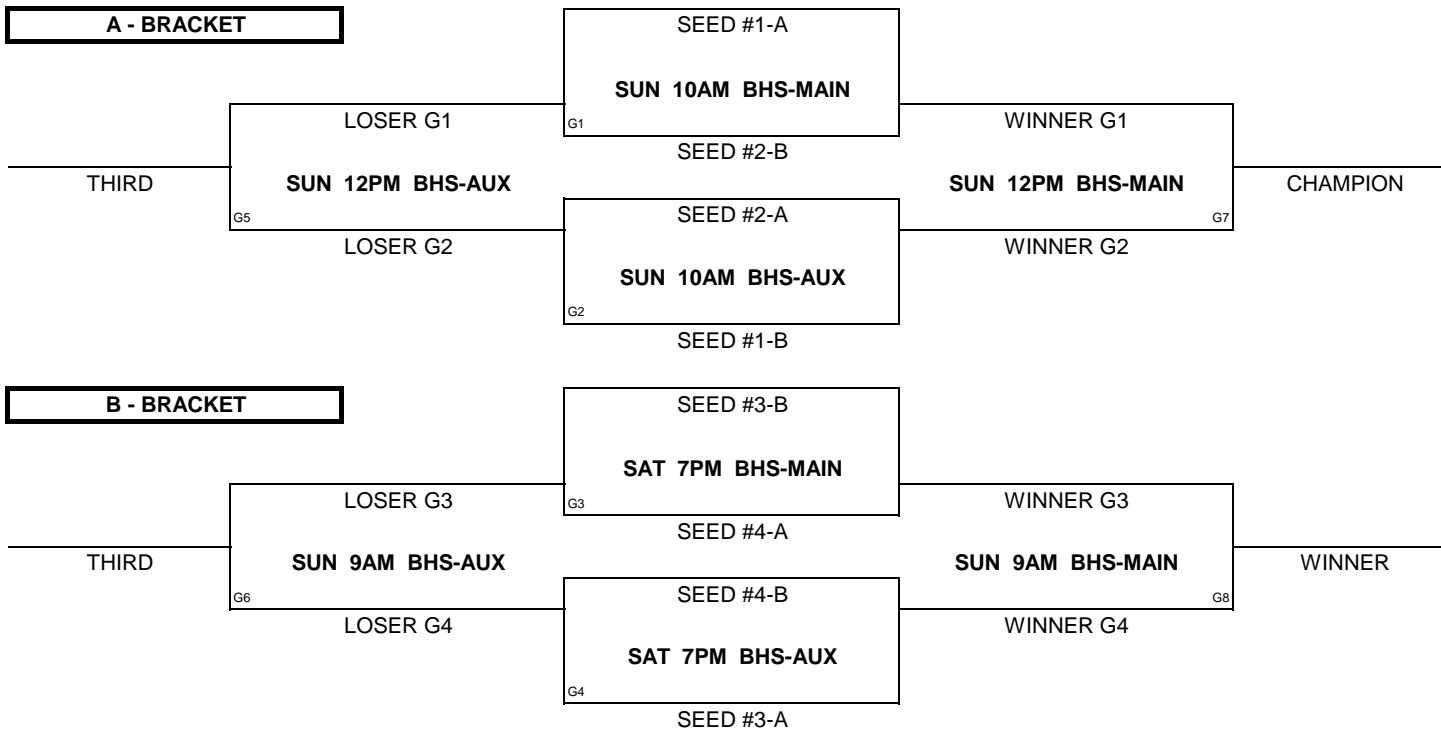 A - BRACKET
SEED #1-A
SUN 10AM BHS-MAIN
LOSER G1
G1
WINNER G1
SEED #2-B
THIRD
SUN 12PM BHS-AUX
SUN 12PM BHS-MAIN
CHAMPION
G5
SEED #2-A
G7
LOSER G2
WINNER G2
SUN 10AM BHS-AUX
G2
SEED #1-B
B - BRACKET
SEED #3-B
SAT 7PM BHS-MAIN
LOSER G3
G3
WINNER G3
SEED #4-A
THIRD
SUN 9AM BHS-AUX
SUN 9AM BHS-MAIN
WINNER
G6
SEED #4-B
G8
LOSER G4
WINNER G4
SAT 7PM BHS-AUX
G4
SEED #3-A